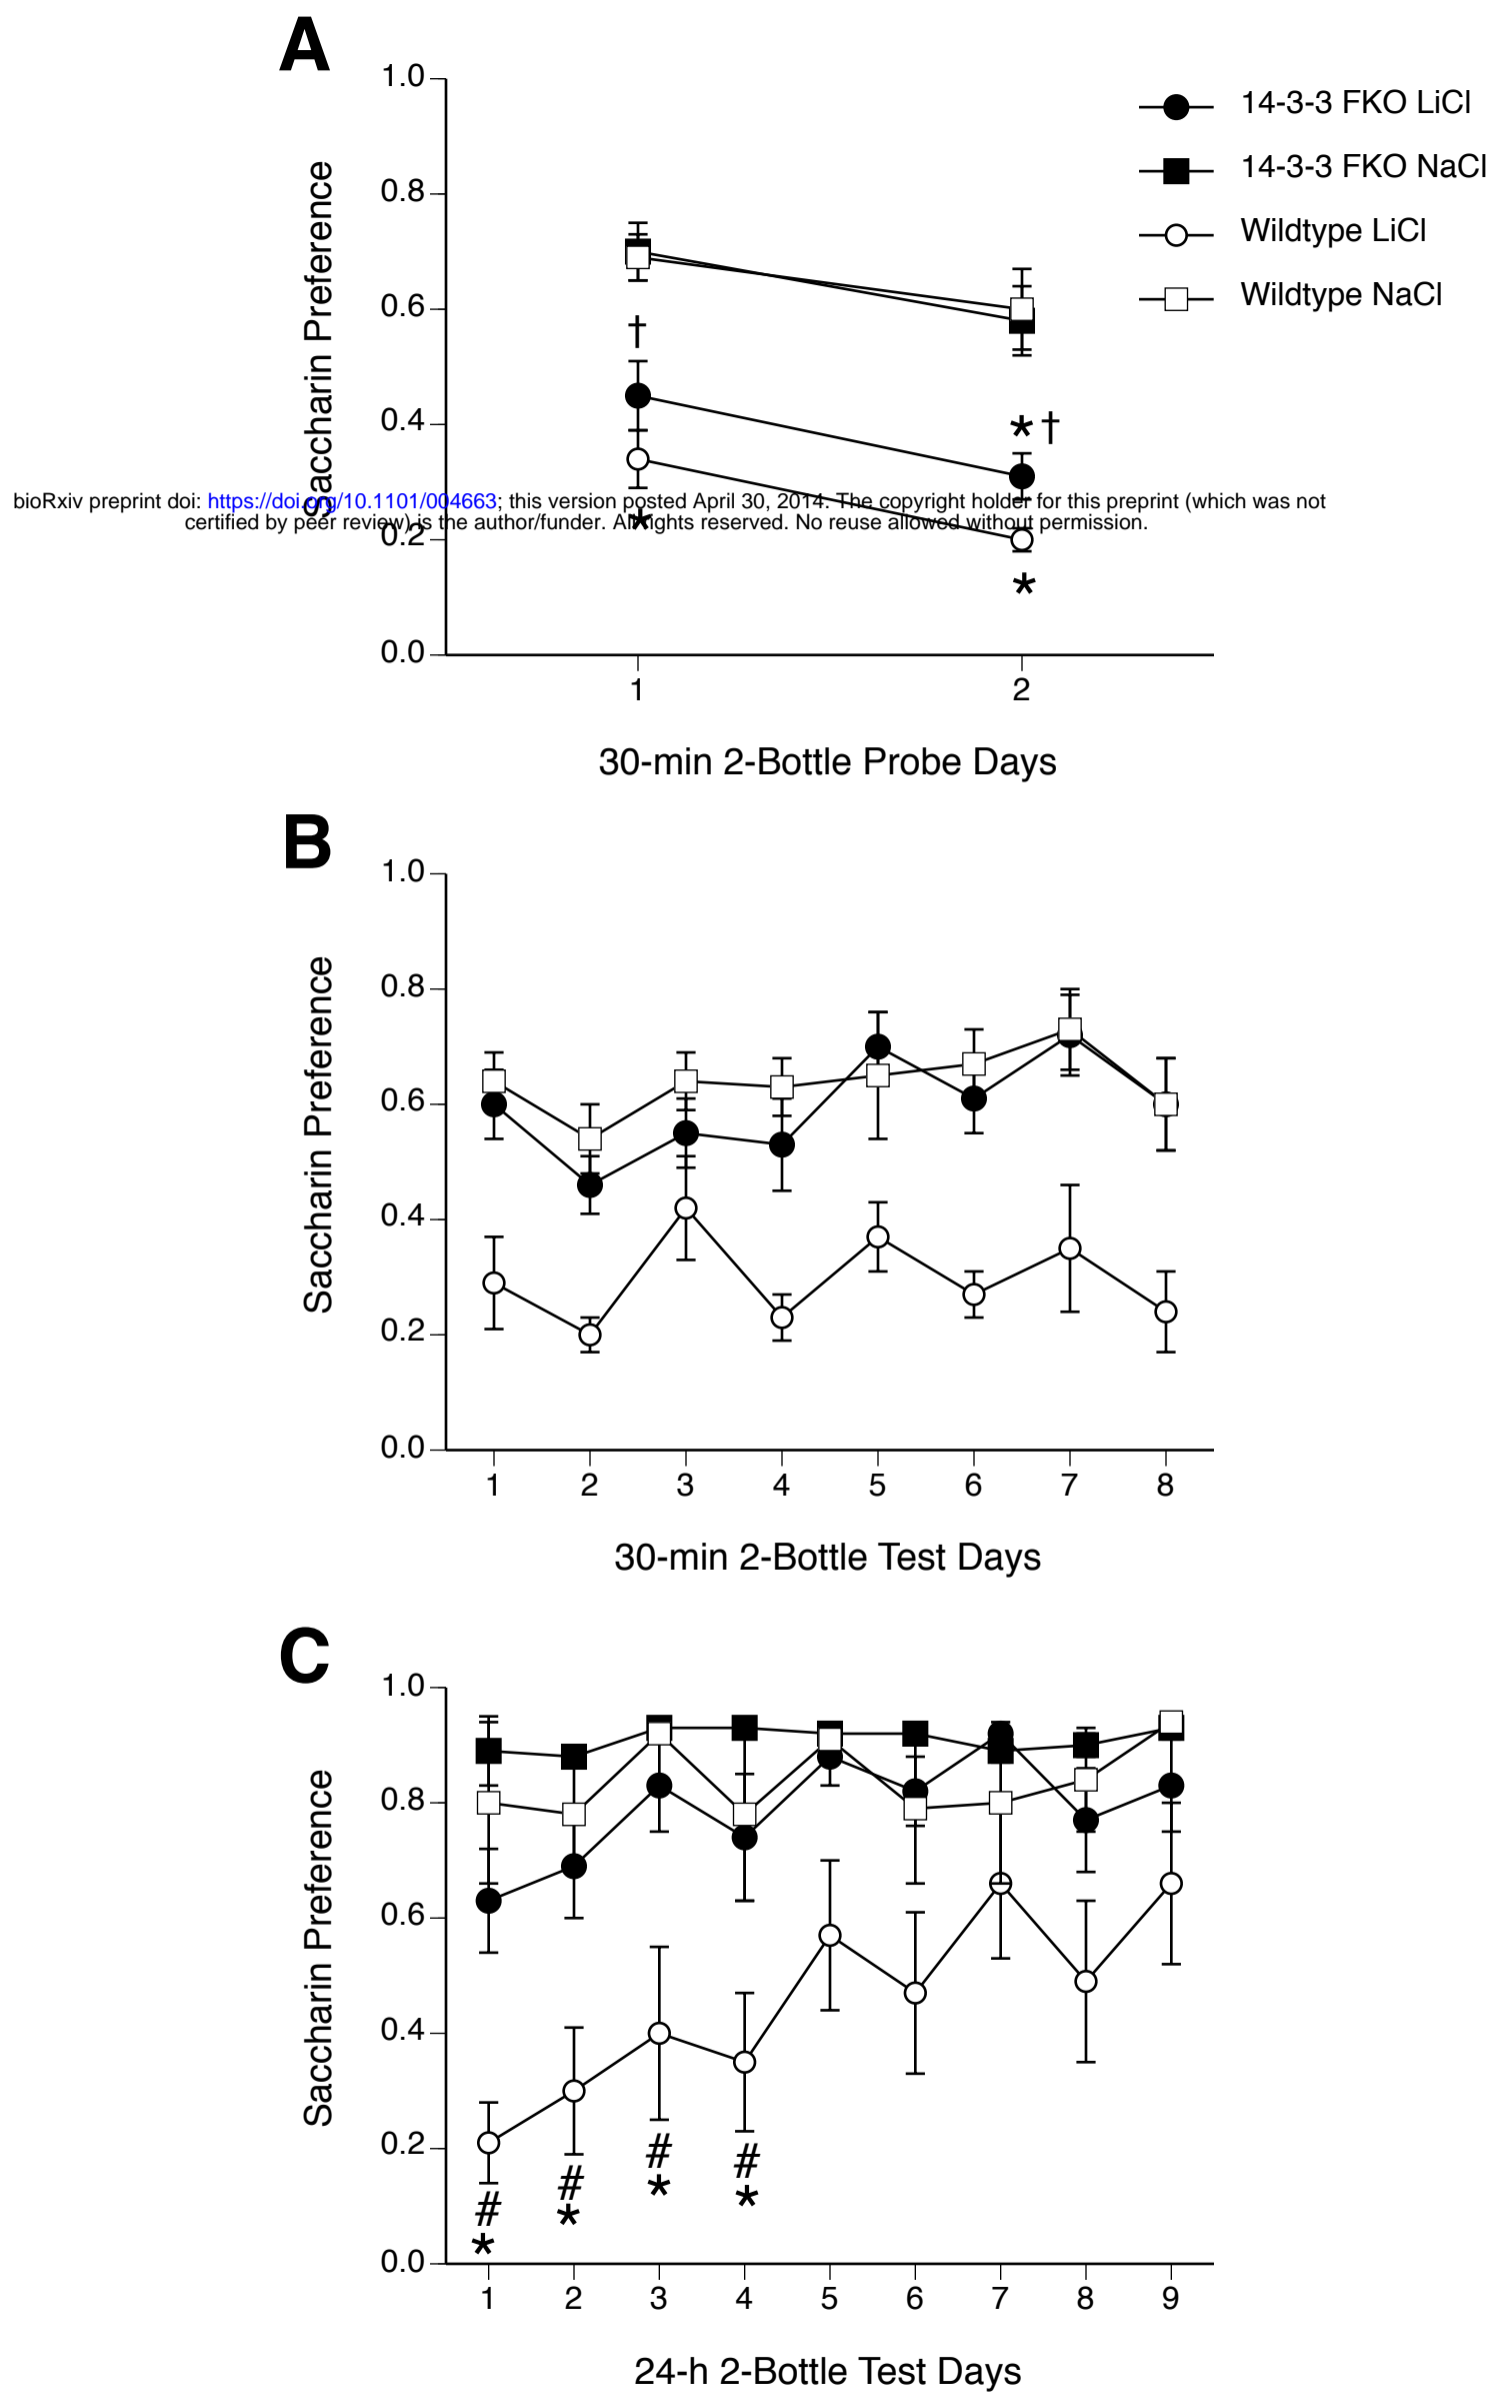 A
1.0
0.8
0.6
0.4
0.2
0.0
Saccharin Preference
14-3-3 FKO LiCl
14-3-3 FKO NaCl
Wildtype LiCl
Wildtype NaCl
†
* †
*
*
bioRxiv preprint doi: https://doi.org/10.1101/004663; this version posted April 30, 2014. The copyright holder for this preprint (which was not
certified by peer review) is the author/funder. All rights reserved. No reuse allowed without permission.
1 2
30-min 2-Bottle Probe Days
B
1.0
0.8
0.6
0.4
0.2
0.0
Saccharin Preference
1 2 3 4 5 6 7 8
30-min 2-Bottle Test Days
C
1.0
0.8
0.6
0.4
0.2
0.0
Saccharin Preference
# # # #
* * * *
1 2 3 4 5 6 7 8 9
24-h 2-Bottle Test Days